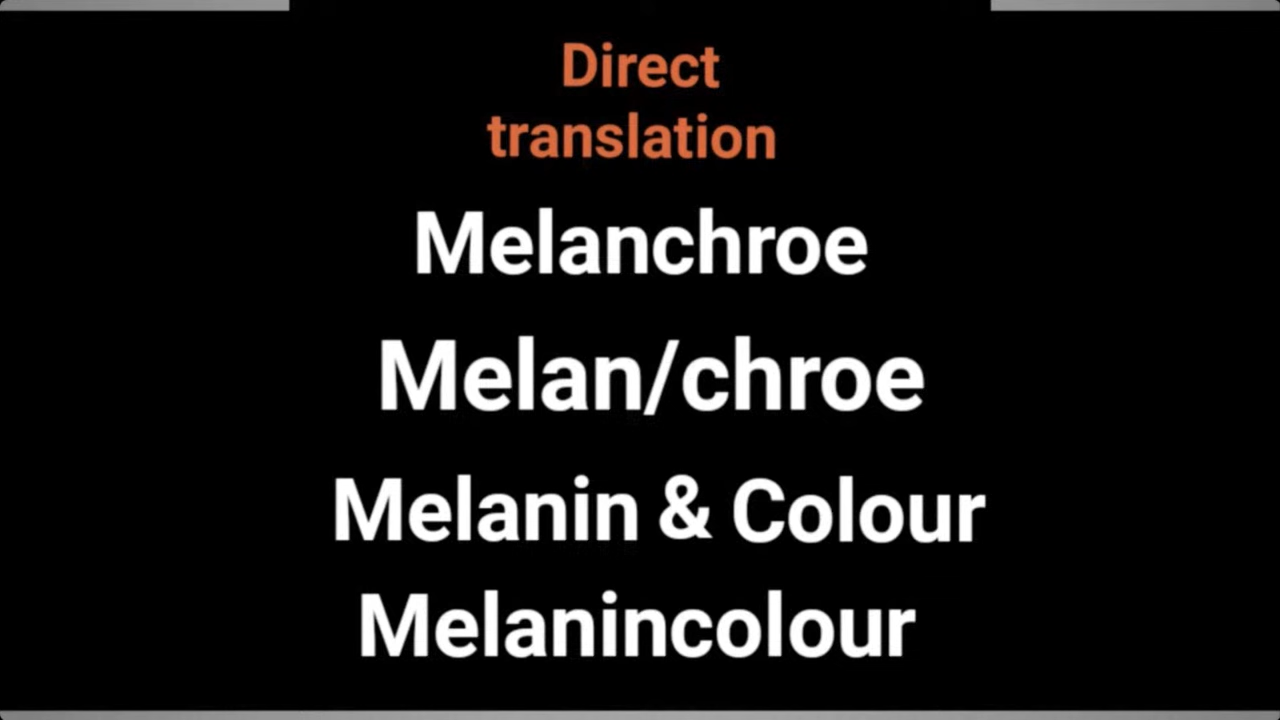 Direct
translation
Melanchroe
Melan/chroe
Melanin & Colour
Melanincolour